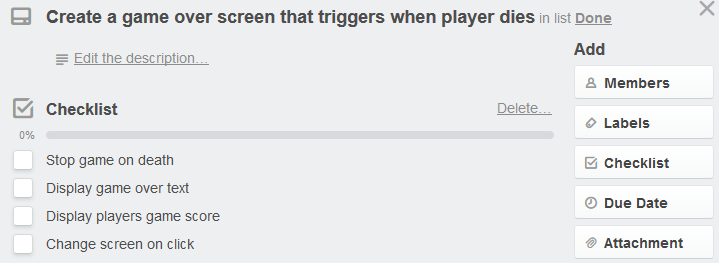 Create a game over screen that triggers when player dies in list Done
Edit the description…
Add
Members
Checklist
Delete…
Labels
0%
Stop game on death
Checklist
Display game over text
Due Date
Display players game score
Change screen on click
Attachment